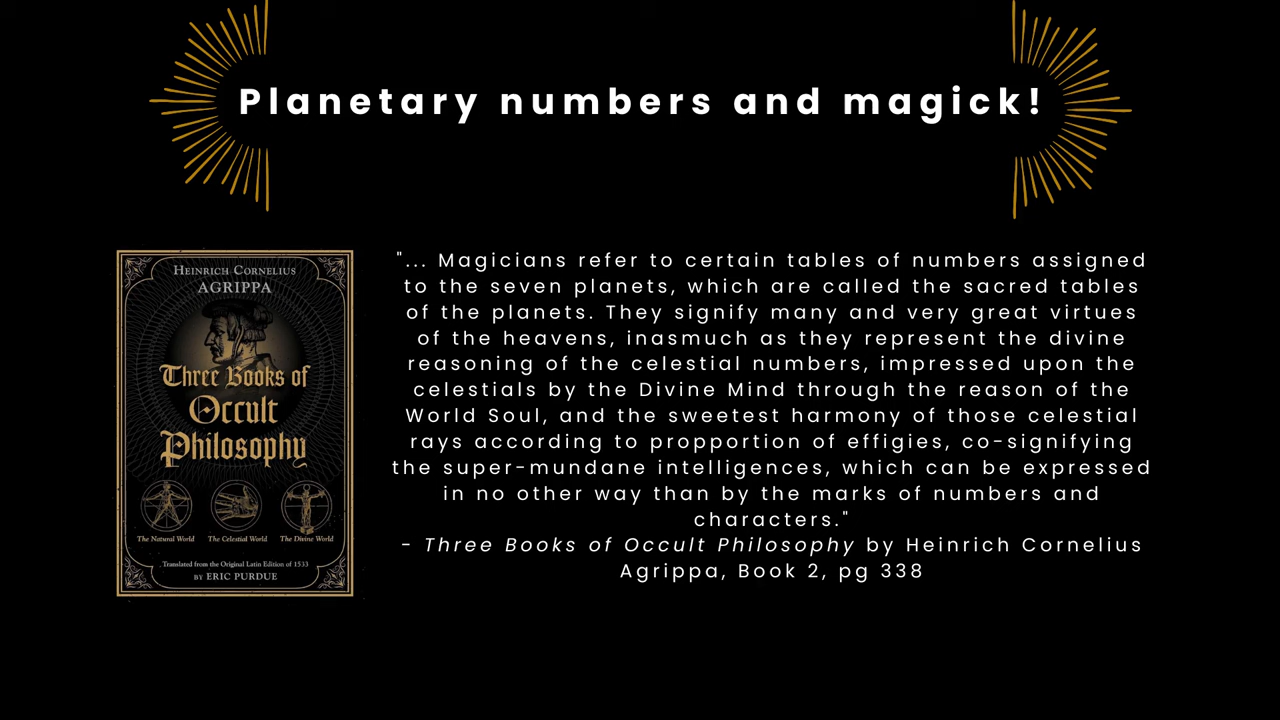 Planetary numbers and magick!
HEINRICH CORNELIUS
AGRIPPA
Three Books of
Occult
Philosophy
The Natural World
The Celestial World
The Divine World
Translated from the Original Latin Edition of 1533
BY ERIC PURDUE
"... Magicians refer to certain tables of numbers assigned
to the seven planets, which are called the sacred tables
of the planets. They signify many and very great virtues
of the heavens, inasmuch as they represent the divine
reasoning of the celestial numbers, impressed upon the
celestials by the Divine Mind through the reason of the
World Soul, and the sweetest harmony of those celestial
rays according to propportion of effigies, co-signifying
the super-mundane intelligences, which can be expressed
in no other way than by the marks of numbers and
characters."
- Three Books of Occult Philosophy by Heinrich Cornelius
Agrippa, Book 2, pg 338